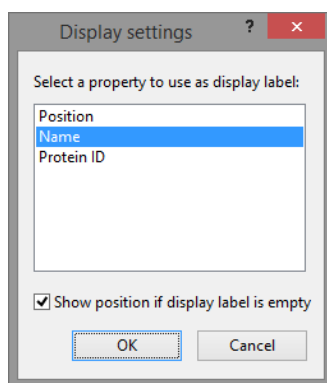 Display settings ? ×
Select a property to use as display label:
Position
Name
Protein ID
Show position if display label is empty
OK Cancel